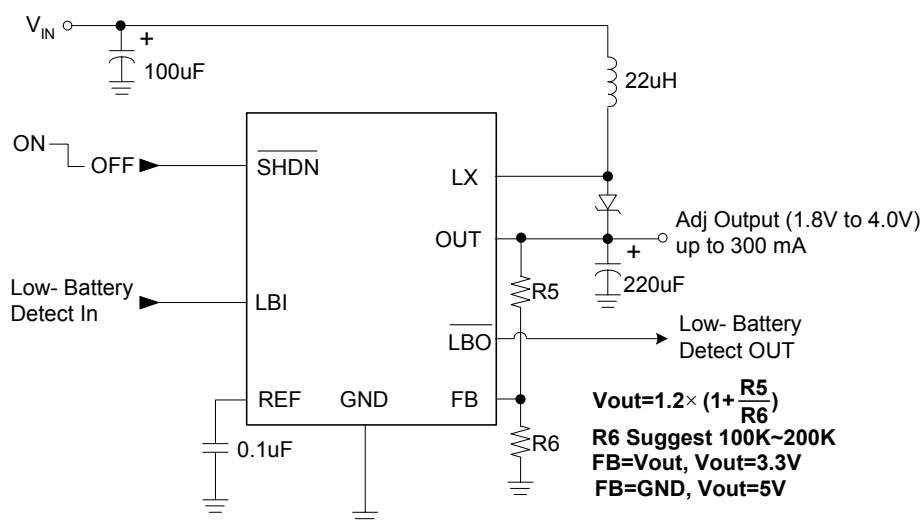 VIN
100uF
22uH
ON
OFF
SHDN
LX
Adj Output (1.8V to 4.0V)
up to 300 mA
OUT
220uF
R5
Low- Battery
Detect In
LBI
LBO
Low- Battery
Detect OUT
REF
GND
FB
0.1uF
R6
Vout=1.2× (1+R5/R6)
R6 Suggest 100K~200K
FB=Vout, Vout=3.3V
FB=GND, Vout=5V
+
+